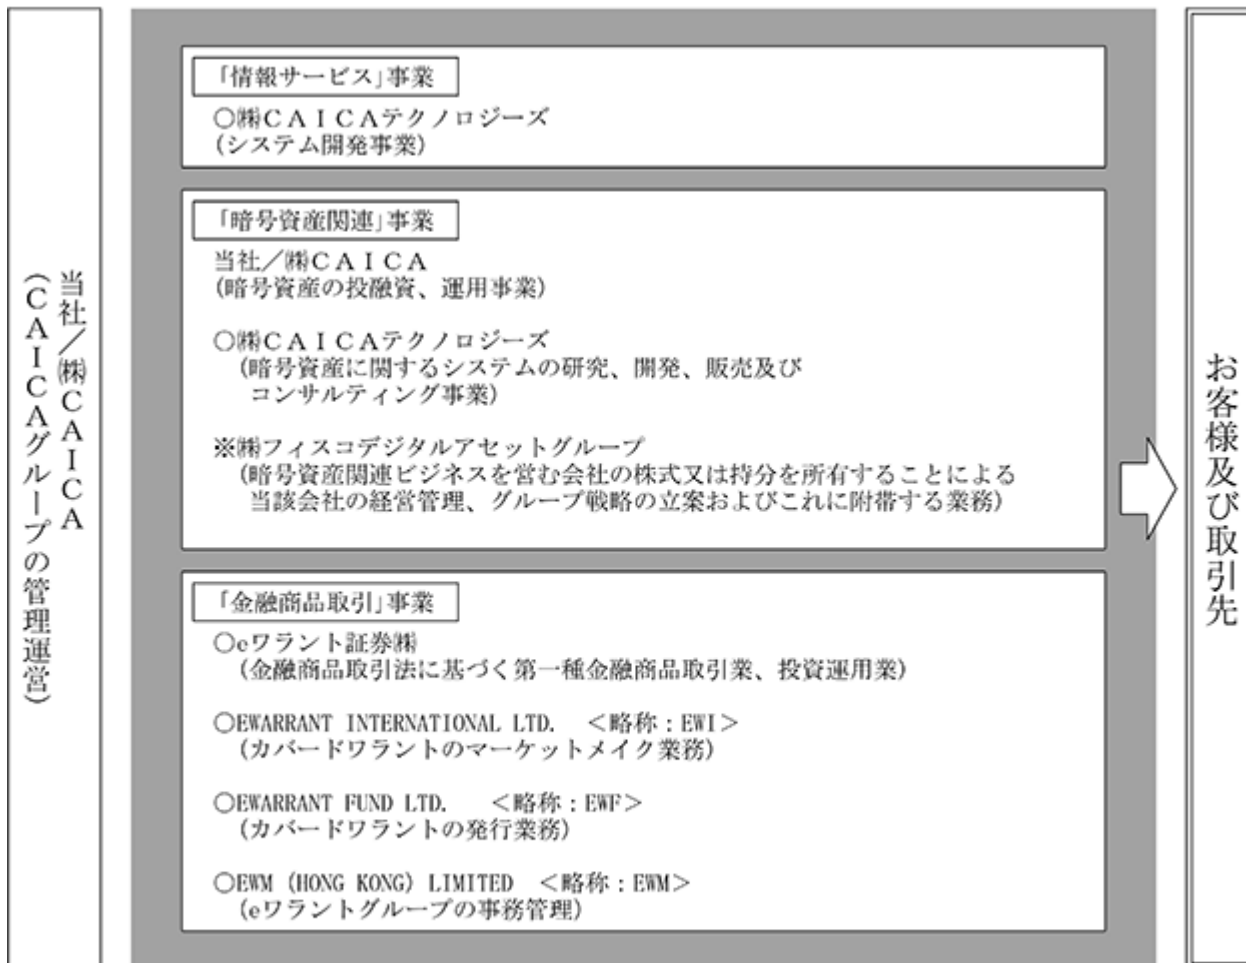 当社／㈱ＣＡＩＣＡ
（ＣＡＩＣＡグループの管理運営）
「情報サービス」事業
○㈱ＣＡＩＣＡテクノロジーズ
(システム開発事業)
「暗号資産関連」事業
当社／㈱ＣＡＩＣＡ
(暗号資産の投融資、運用事業)
○㈱ＣＡＩＣＡテクノロジーズ
(暗号資産に関するシステムの研究、開発、販売及び
コンサルティング事業)
※㈱フィスコデジタルアセットグループ
(暗号資産関連ビジネスを営む会社の株式又は持分を所有することによる
当該会社の経営管理、グループ戦略の立案およびこれに附帯する業務)
「金融商品取引」事業
○eワラント証券㈱
(金融商品取引法に基づく第一種金融商品取引業、投資運用業)
○EWARRANT INTERNATIONAL LTD. ＜略称：EWI＞
(カバードワラントのマーケットメイク業務)
○EWARRANT FUND LTD. ＜略称：EWF＞
(カバードワラントの発行業務)
○EWM (HONG KONG) LIMITED ＜略称：EWM＞
(eワラントグループの事務管理)
お客様及び取引先